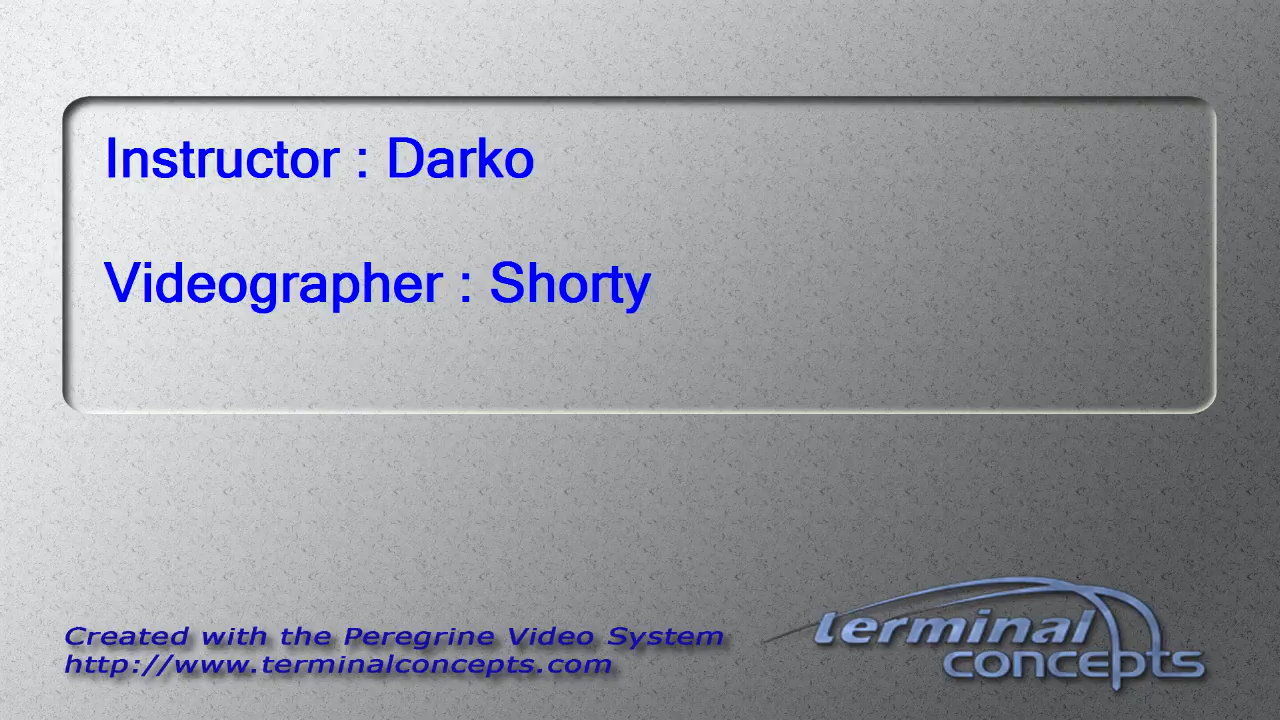 Instructor : Darko
Videographer : Shorty
Created with the Peregrine Video System
http://www.terminalconcepts.com
terminal
concepts